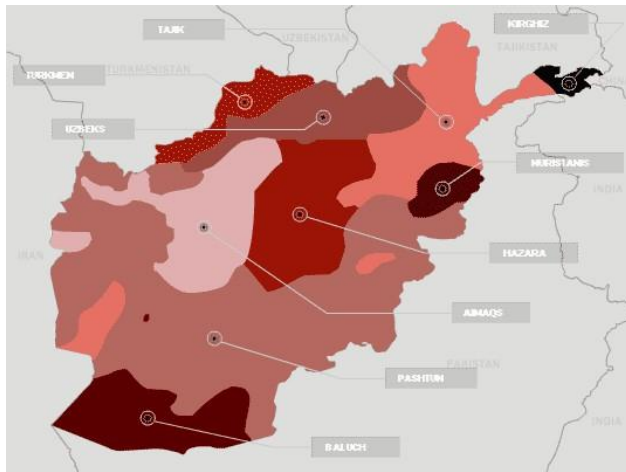 TAJIK
KIRGHIZ
UZBEKISTAN
TAJIKISTAN
TURKMEN
TURKMENISTAN
UZBEKS
NURISTANIS
INDIA
HAZARA
IRAN
AIMAQS
PAKISTAN
PASHTUN
INDIA
BALUCH